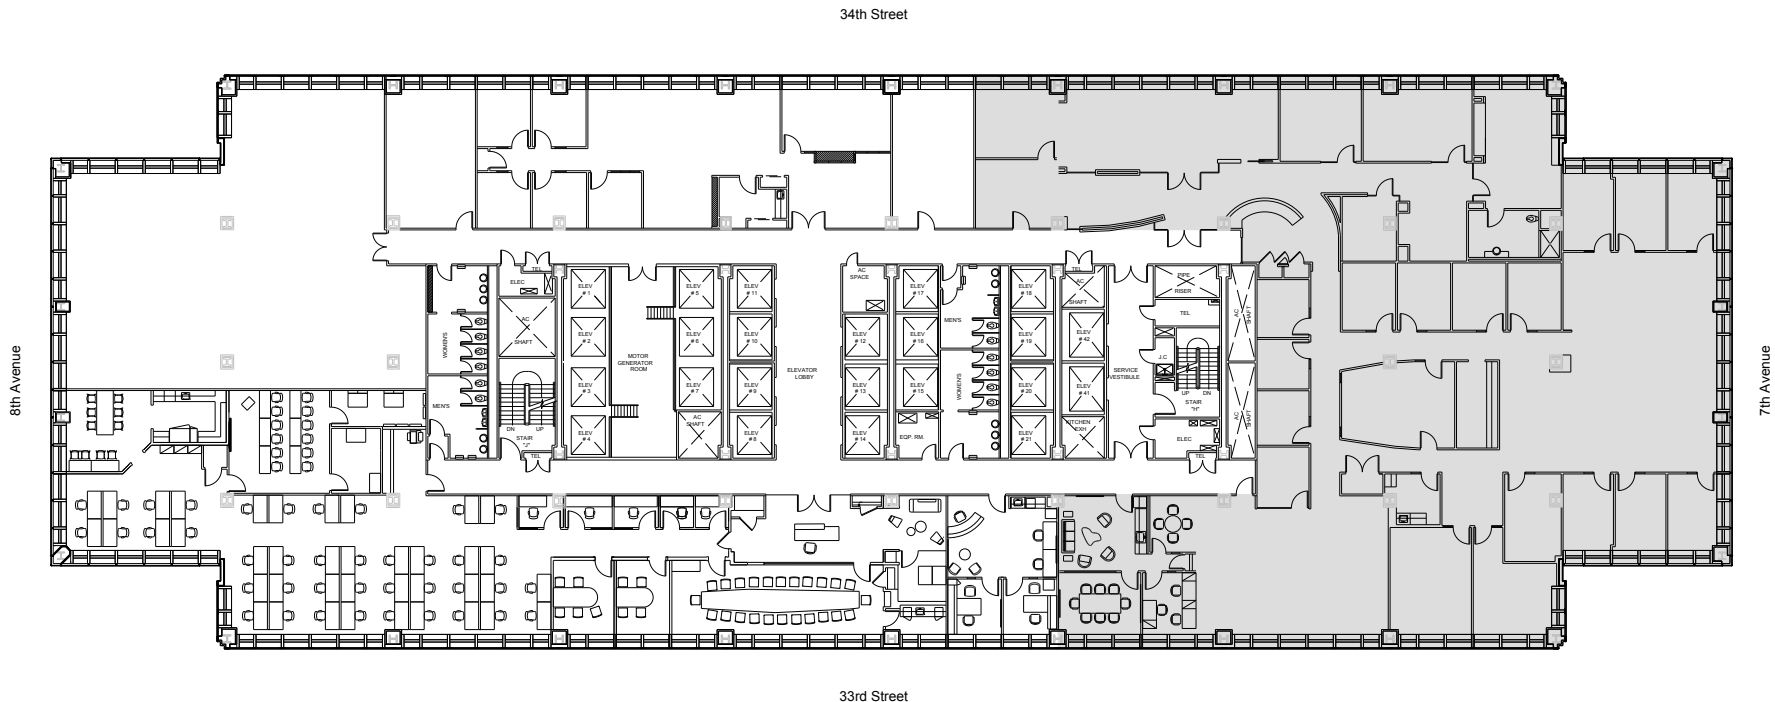 34th Street
8th Avenue
7th Avenue
TEL
ELEC
AC
SHAFT
WOMEN'S
MEN'S
DN
UP
STAIR
"J"
TEL
ELEV
# 1
ELEV
# 2
ELEV
# 3
ELEV
# 4
MOTOR
GENERATOR
ROOM
ELEV
# 5
ELEV
# 6
ELEV
# 7
AC
SHAFT
ELEV
# 11
ELEV
# 10
ELEV
# 9
ELEV
# 8
ELEVATOR
LOBBY
AC
SPACE
ELEV
# 12
ELEV
# 13
ELEV
# 14
ELEV
# 17
ELEV
# 16
ELEV
# 15
EQP. RM.
MEN'S
WOMEN'S
ELEV
# 18
ELEV
# 19
ELEV
# 20
ELEV
# 21
TEL
AC
SHAFT
ELEV
# 42
ELEV
# 41
KITCHEN
EXH
SERVICE
VESTIBULE
PIPE
RISER
TEL
J.C
UP
DN
STAIR
"H"
ELEC
TEL
AC
SHAFT
AC
SHAFT
33rd Street